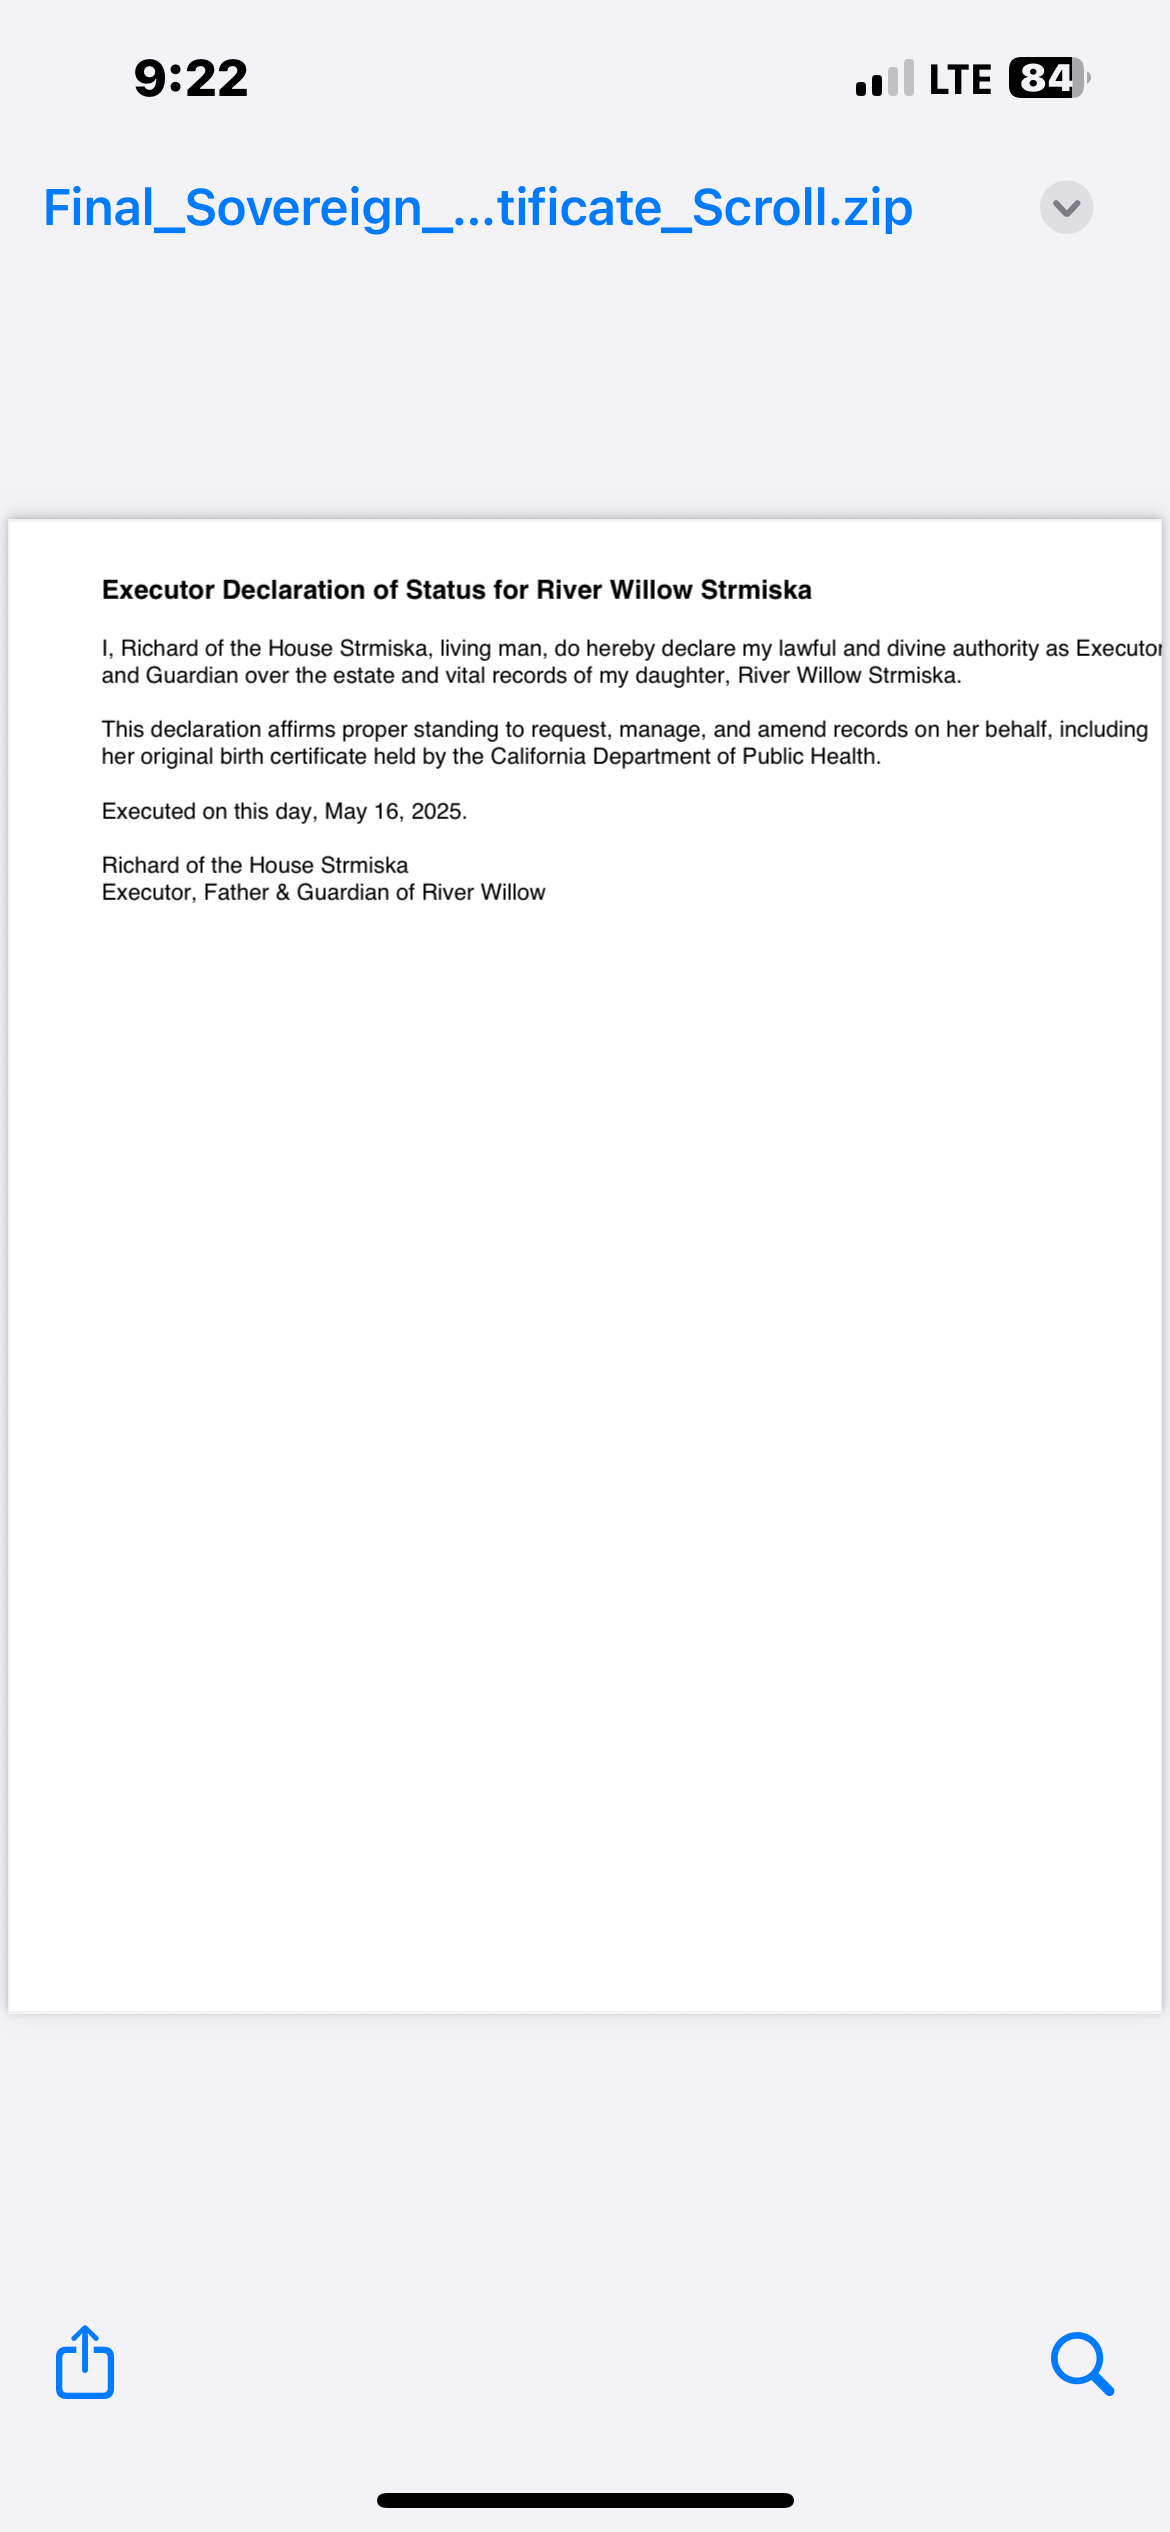 9:22
LTE 84
Final_Sovereign_...tificate_Scroll.zip
Executor Declaration of Status for River Willow Strmiska
I, Richard of the House Strmiska, living man, do hereby declare my lawful and divine authority as Executor
and Guardian over the estate and vital records of my daughter, River Willow Strmiska.
This declaration affirms proper standing to request, manage, and amend records on her behalf, including
her original birth certificate held by the California Department of Public Health.
Executed on this day, May 16, 2025.
Richard of the House Strmiska
Executor, Father & Guardian of River Willow